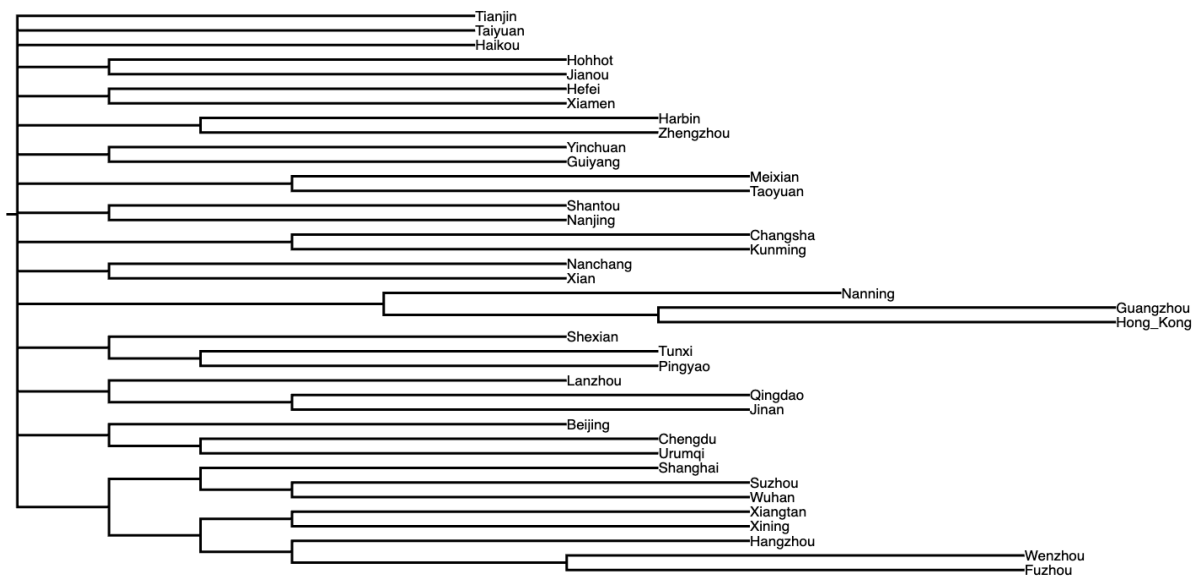 Tianjin
Taiyuan
Haikou
Hohhot
Jianou
Hefei
Xiamen
Harbin
Zhengzhou
Yinchuan
Guiyang
Meixian
Taoyuan
Shantou
Nanjing
Changsha
Kunming
Nanchang
Xian
Nanning
Guangzhou
Hong_Kong
Shexian
Tunxi
Pingyao
Lanzhou
Qingdao
Jinan
Beijing
Chengdu
Urumqi
Shanghai
Suzhou
Wuhan
Xiangtan
Xining
Hangzhou
Wenzhou
Fuzhou